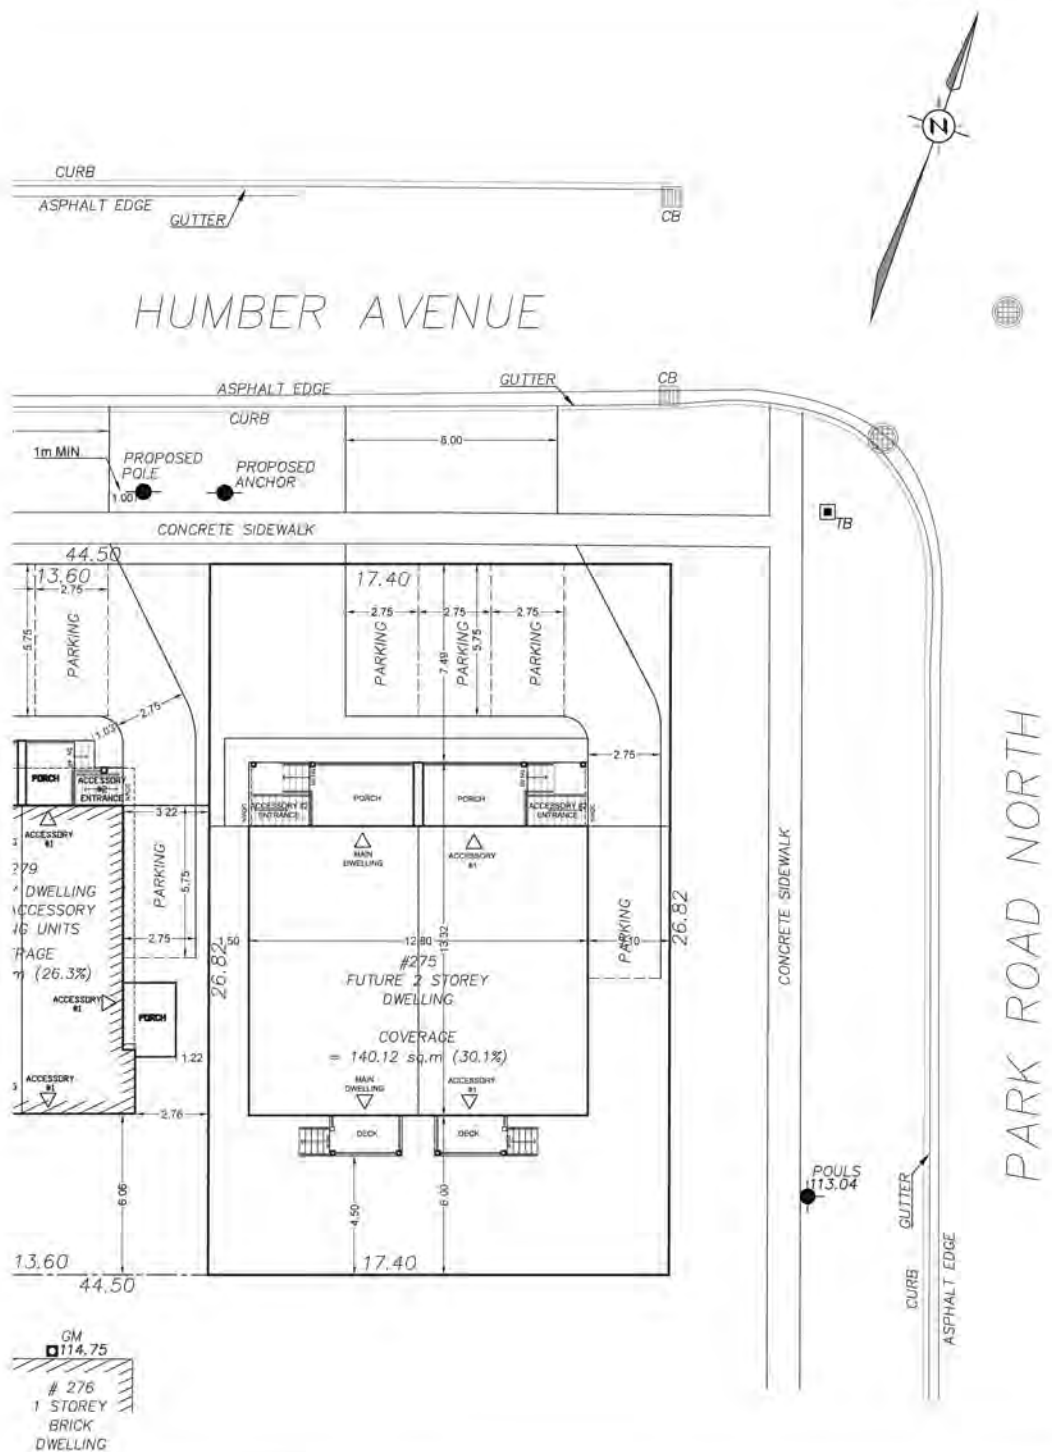 N
CURB
ASPHALT EDGE
GUTTER
CB
HUMBER AVENUE
ASPHALT EDGE
GUTTER
CB
CURB
1m MIN
PROPOSED
POLE
PROPOSED
ANCHOR
1.00
TB
CONCRETE SIDEWALK
44.50
13.60
2.75
17.40
2.75
2.75
2.75
5.75
PARKING
PARKING
7.49
PARKING
5.75
PARKING
2.75
1.03
2.75
PORCH
ACCESSORY
ENTRANCE
ACCESSORY #2
ENTRANCE
PORCH
PORCH
ACCESSORY #2
ENTRANCE
3.22
ACCESSORY
#1
MAIN
DWELLING
ACCESSORY
#1
279
DWELLING
ACCESSORY
UNITS
(26.3%)
PARKING
5.75
2.75
26.82
12.80
13.32
PARKING
26.82
#275
FUTURE 2 STOREY
DWELLING
COVERAGE
= 140.12 sq.m (30.1%)
ACCESSORY
#1
PORCH
1.22
ACCESSORY
#1
MAIN
DWELLING
ACCESSORY
#1
2.76
DECK
DECK
6.06
4.50
13.60
17.40
44.50
CONCRETE SIDEWALK
POULS
113.04
GUTTER
CURB
ASPHALT EDGE
PARK ROAD NORTH
GM
114.75
# 276
1 STOREY
BRICK
DWELLING